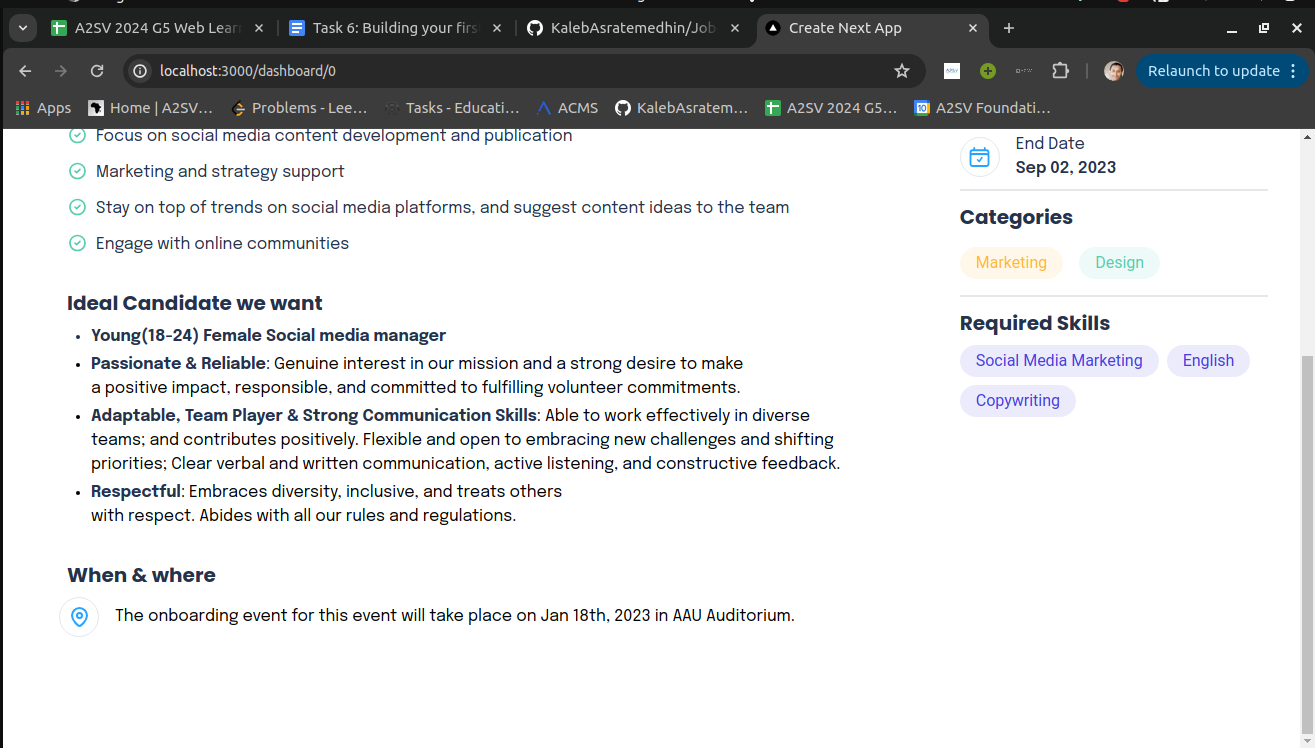 A2SV 2024 G5 Web Lear
Task 6: Building your firs
KalebAsratemedhin/Job
Create Next App
localhost:3000/dashboard/0
Relaunch to update
Apps
Home | A2SV...
Problems - Lee...
Tasks - Educati...
ACMS
KalebAsratem...
A2SV 2024 G5...
A2SV Foundati...
Focus on social media content development and publication
Marketing and strategy support
Stay on top of trends on social media platforms, and suggest content ideas to the team
Engage with online communities
Ideal Candidate we want
• Young(18-24) Female Social media manager
• Passionate & Reliable: Genuine interest in our mission and a strong desire to make
a positive impact, responsible, and committed to fulfilling volunteer commitments.
• Adaptable, Team Player & Strong Communication Skills: Able to work effectively in diverse
teams; and contributes positively. Flexible and open to embracing new challenges and shifting
priorities; Clear verbal and written communication, active listening, and constructive feedback.
• Respectful: Embraces diversity, inclusive, and treats others
with respect. Abides with all our rules and regulations.
When & where
The onboarding event for this event will take place on Jan 18th, 2023 in AAU Auditorium.
End Date
Sep 02, 2023
Categories
Marketing
Design
Required Skills
Social Media Marketing
English
Copywriting